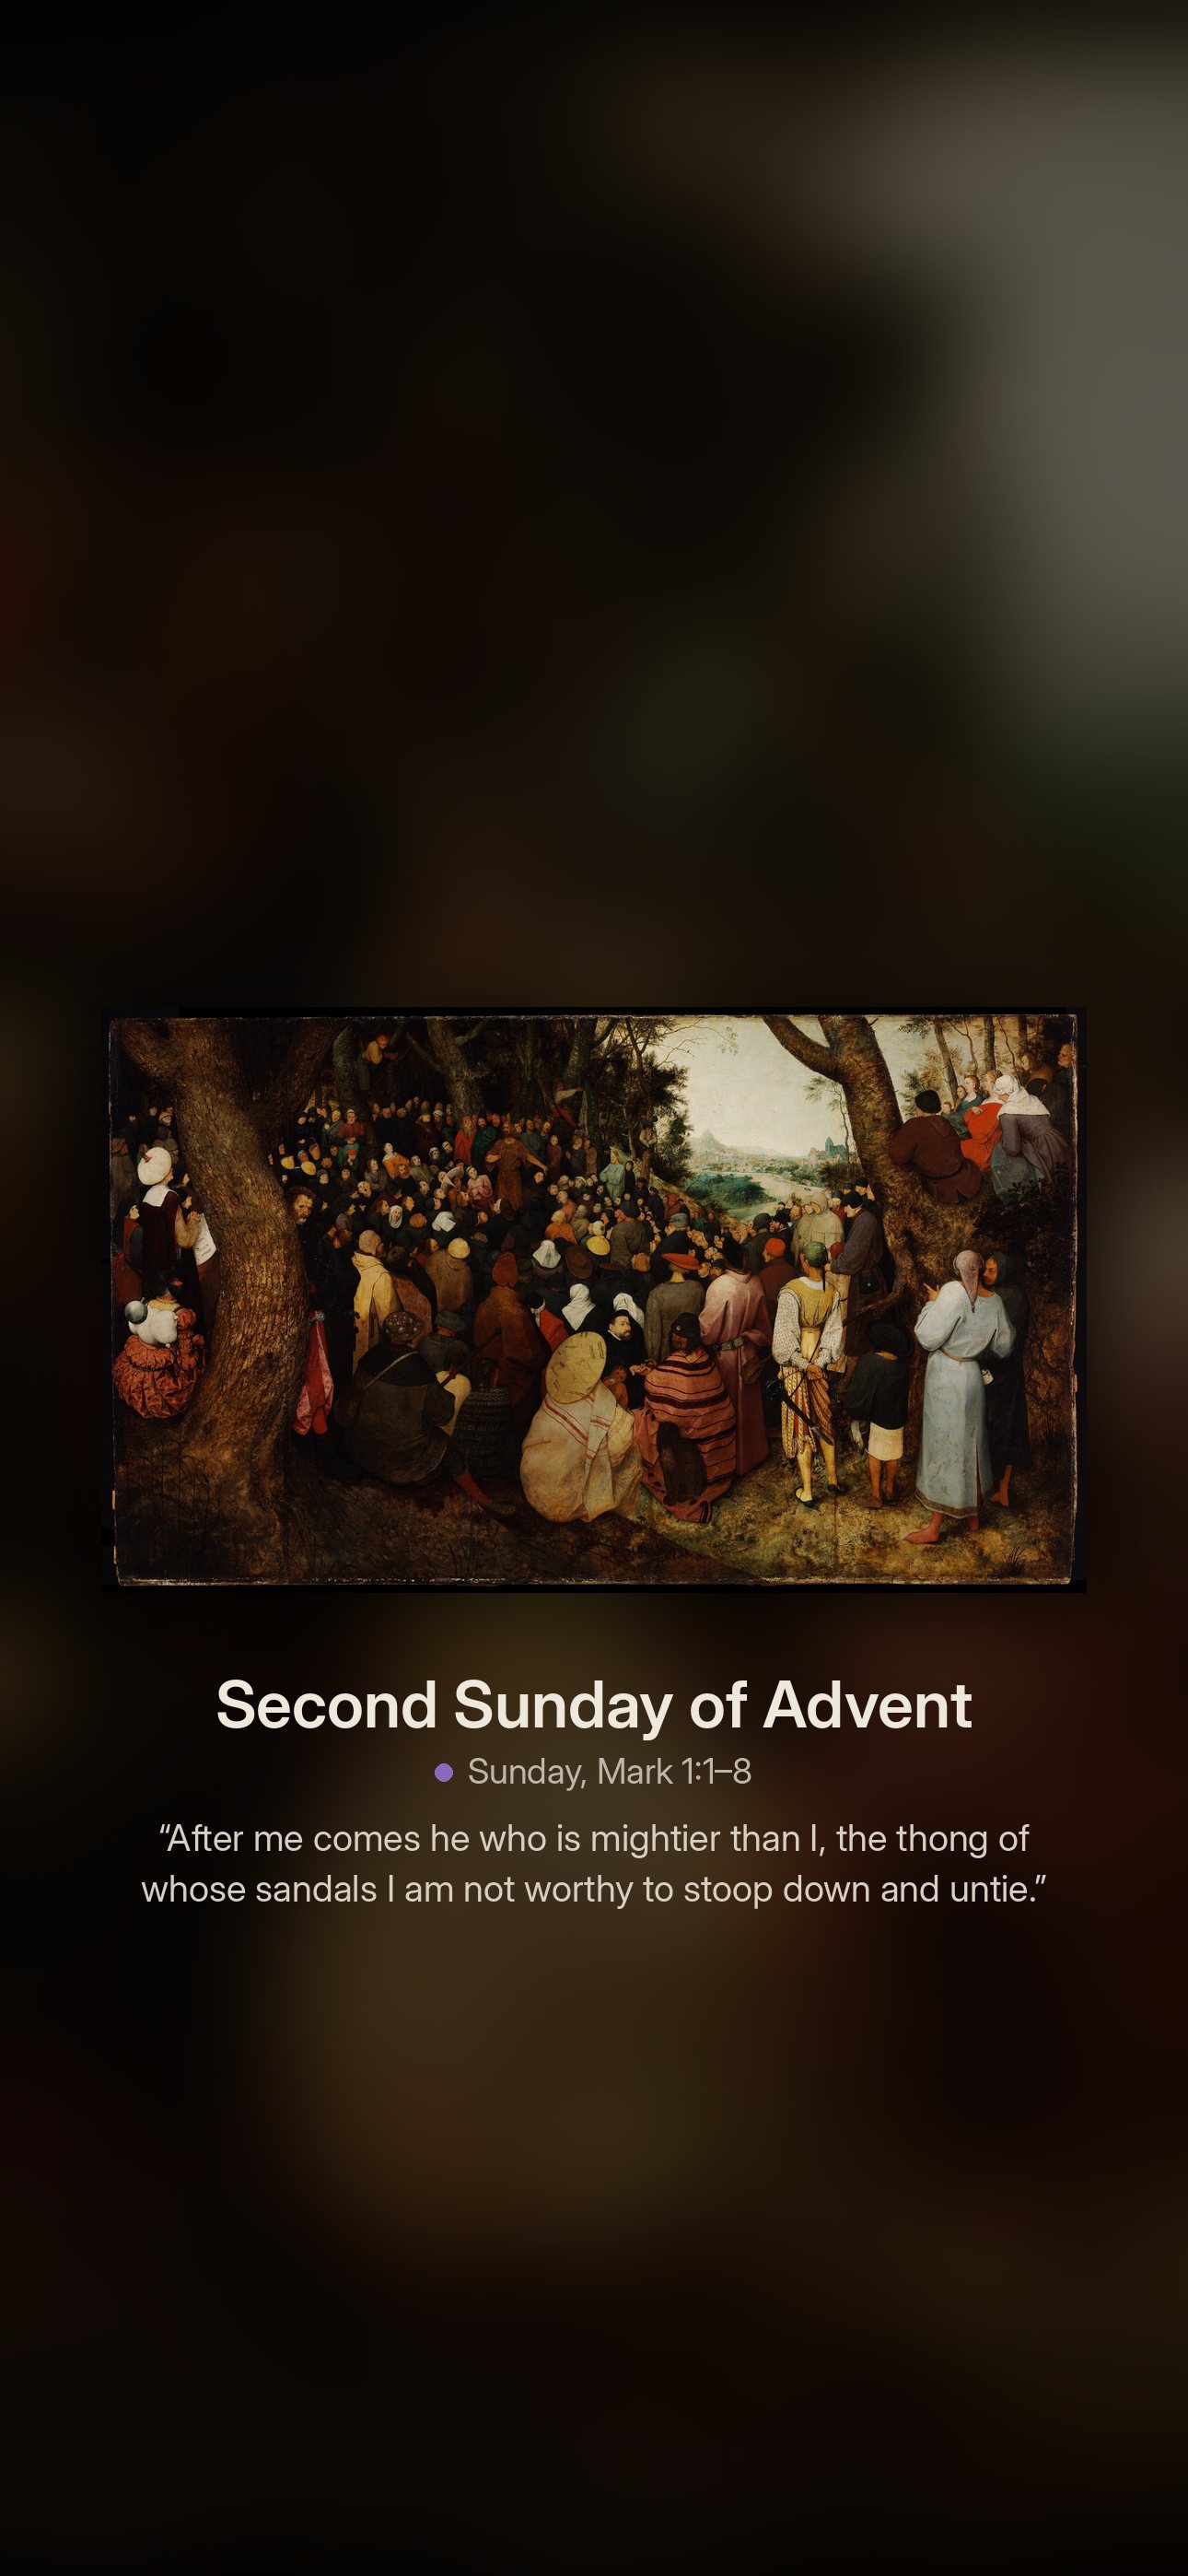 Second Sunday of Advent
Sunday, Mark 1:1–8
“After me comes he who is mightier than I, the thong of
whose sandals I am not worthy to stoop down and untie.”